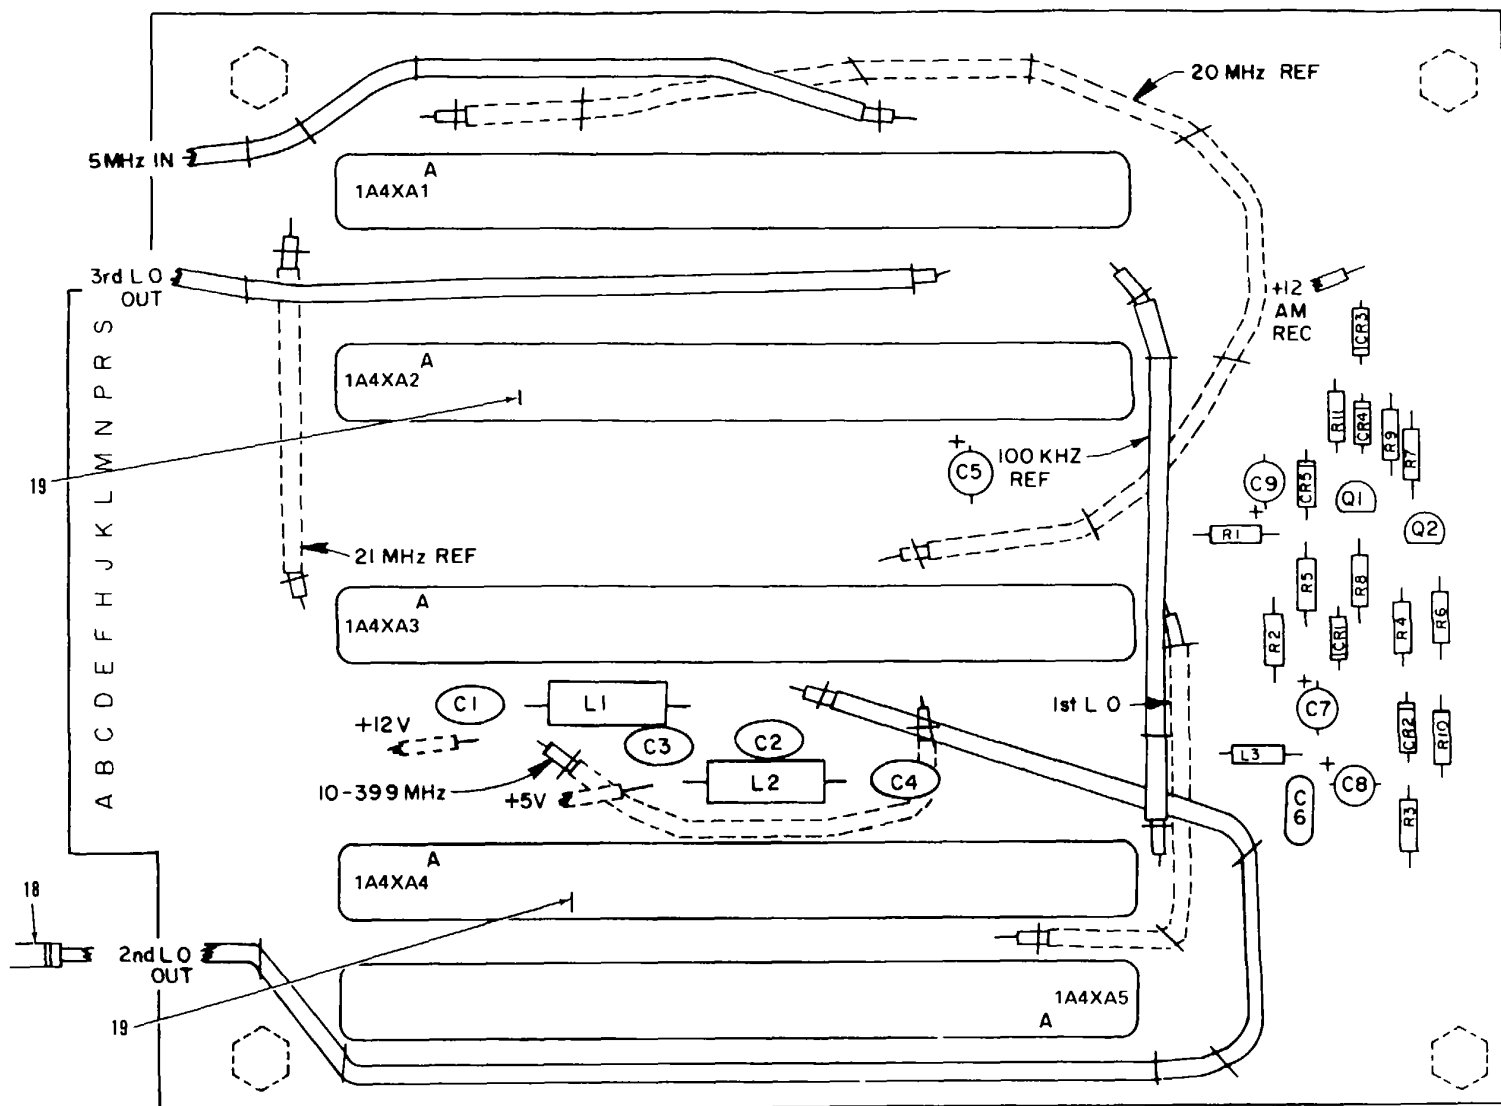 20 MHz REF
5 MHz IN
A
1A4XA1
3rd L O
OUT
+12
AM
REC
CR3
S
R
P
N
M
L
K
J
H
F
E
D
C
B
A
A
1A4XA2
R11
CR4
R9
R7
19
+
C5
100 KHZ
REF
C9
+
CR5
Q1
Q2
R1
21 MHz REF
R5
R8
A
1A4XA3
R2
CR1
R4
R6
C1
L1
1st L O
+
C7
+12V
C3
C2
CR2
R10
L3
10-399 MHz
+5V
L2
C4
+
C8
C
6
R3
A
1A4XA4
18
2nd L O
OUT
1A4XA5
A
19